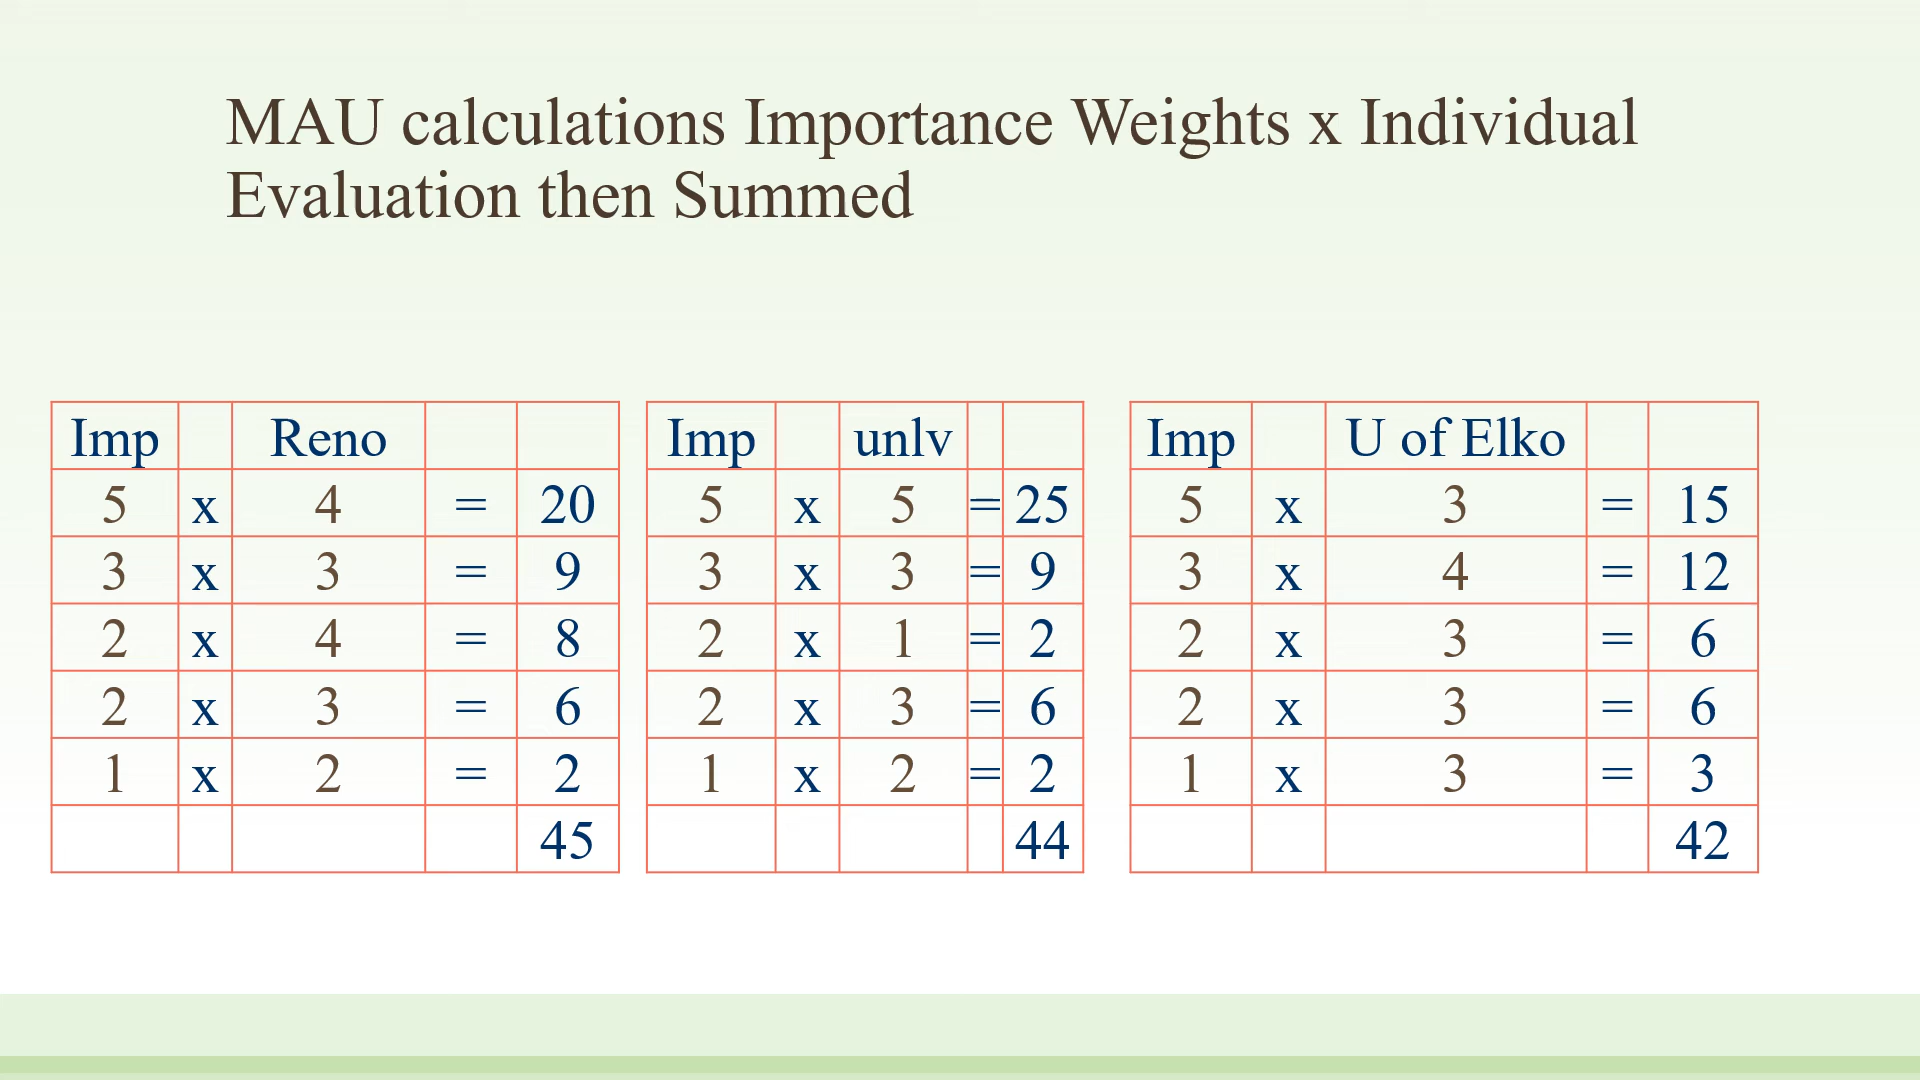 MAU calculations Importance Weights x Individual
Evaluation then Summed
Imp Reno
5 x 4 = 20
3 x 3 = 9
2 x 4 = 8
2 x 3 = 6
1 x 2 = 2
45
Imp unlv
5 x 5 = 25
3 x 3 = 9
2 x 1 = 2
2 x 3 = 6
1 x 2 = 2
44
Imp U of Elko
5 x 3 = 15
3 x 4 = 12
2 x 3 = 6
2 x 3 = 6
1 x 3 = 3
42